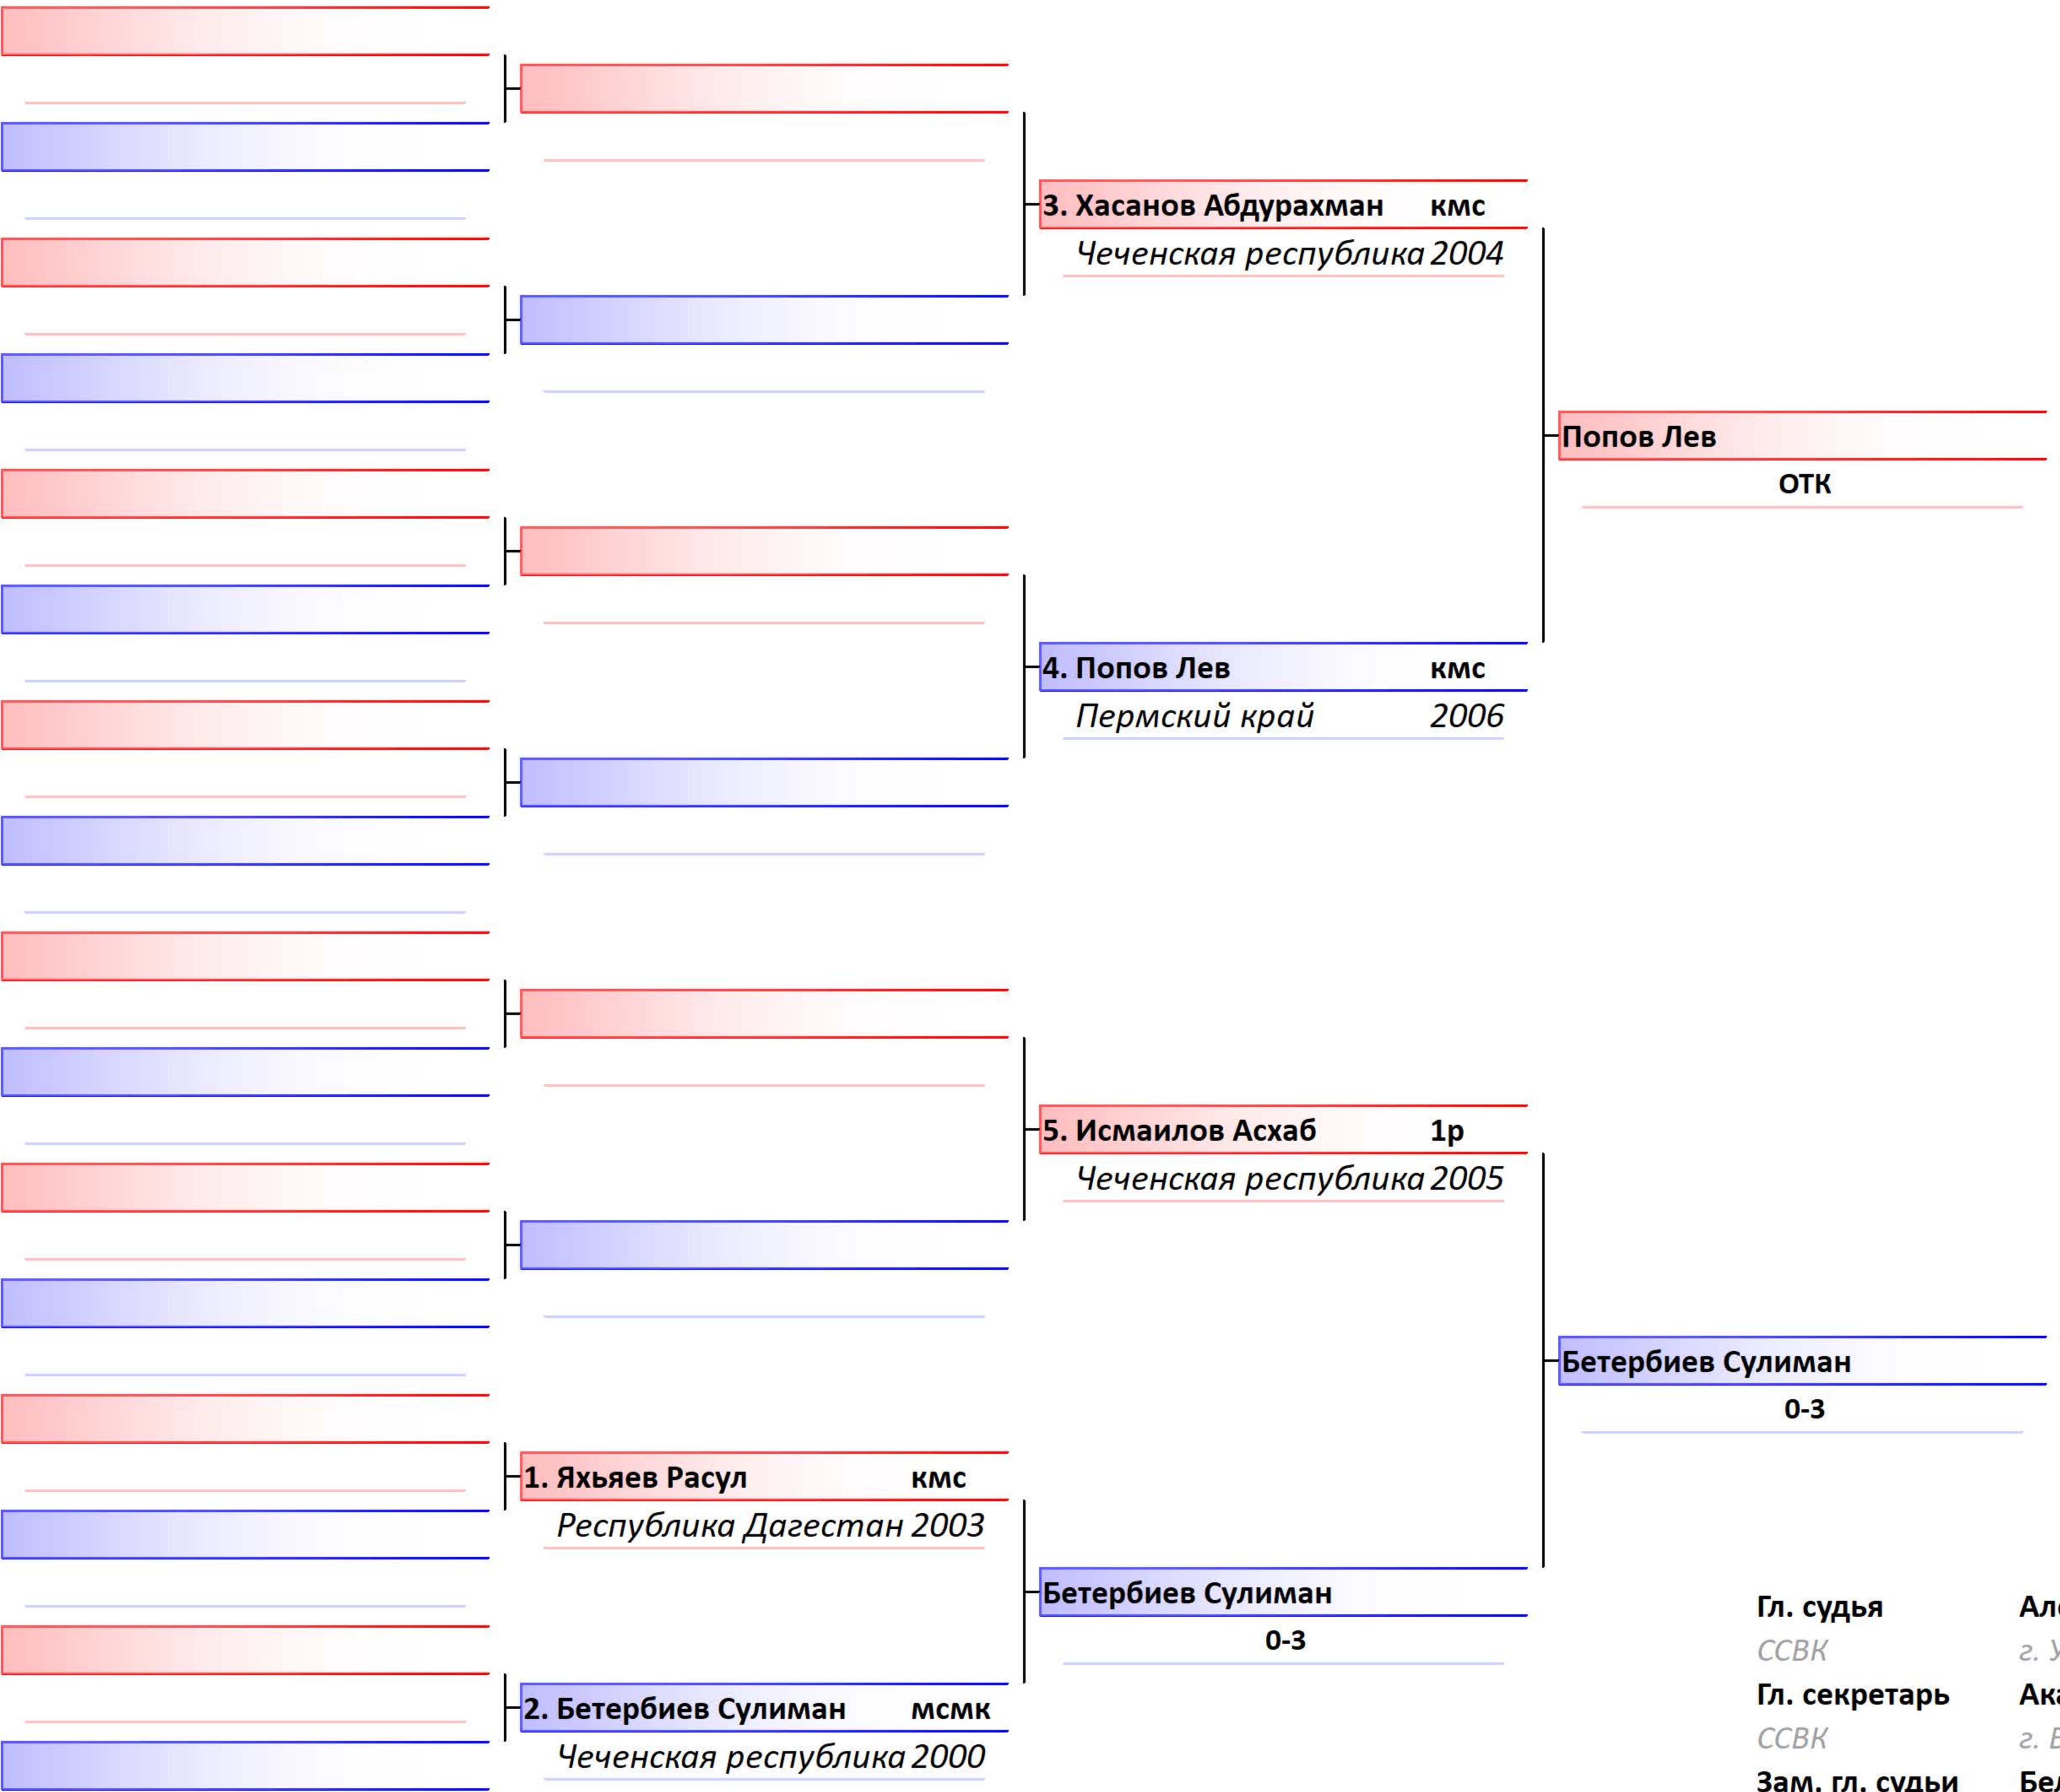 3. Хасанов Абдурахман кмс
Чеченская республика 2004
Попов Лев
ОТК
4. Попов Лев кмс
Пермский край 2006
5. Исмаилов Асхаб 1р
Чеченская республика 2005
Бетербиев Сулиман
0-3
1. Яхьяев Расул кмс
Республика Дагестан 2003
Бетербиев Сулиман
0-3
2. Бетербиев Сулиман мсмк
Чеченская республика 2000
Гл. судья
ССВК г.
Гл. секретарь
ССВК г.
Зам. гл. судьи